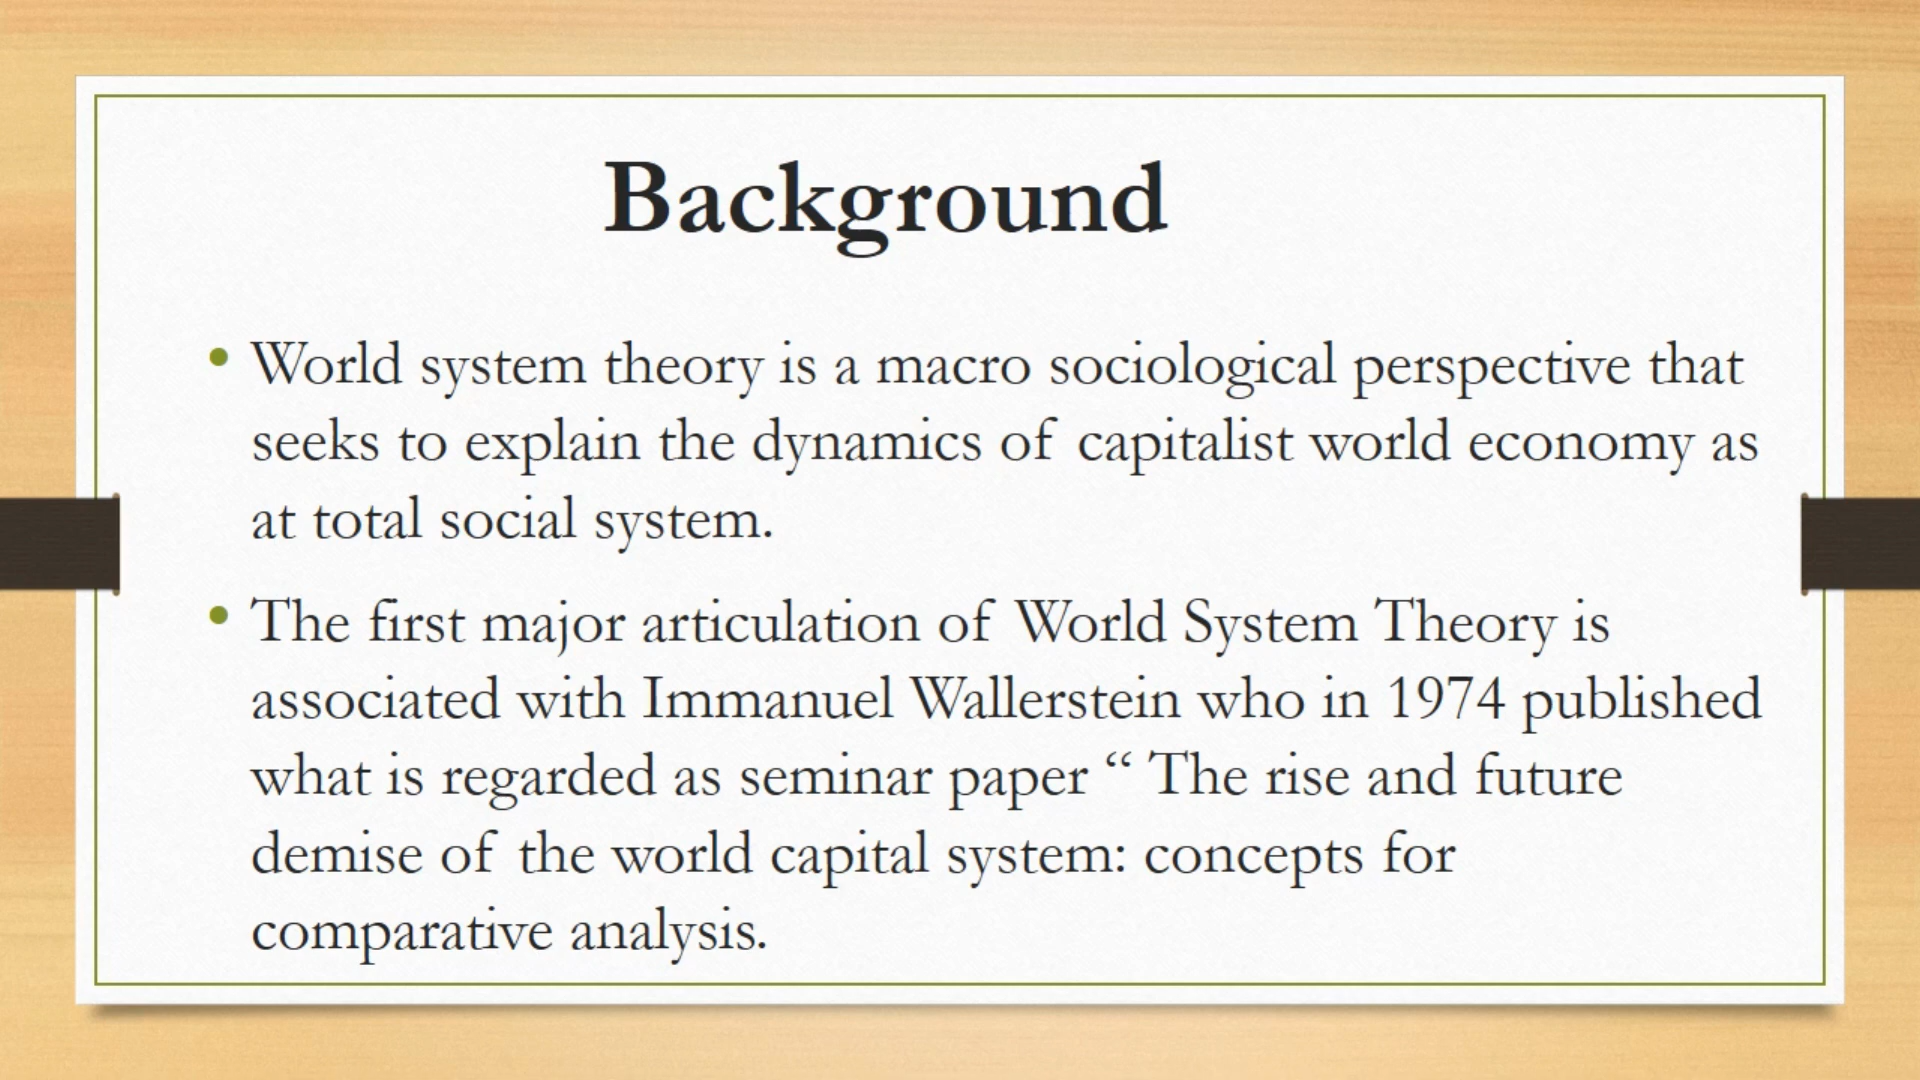 Background
• World system theory is a macro sociological perspective that
seeks to explain the dynamics of capitalist world economy as
at total social system.
• The first major articulation of World System Theory is
associated with Immanuel Wallerstein who in 1974 published
what is regarded as seminar paper “ The rise and future
demise of the world capital system: concepts for
comparative analysis.